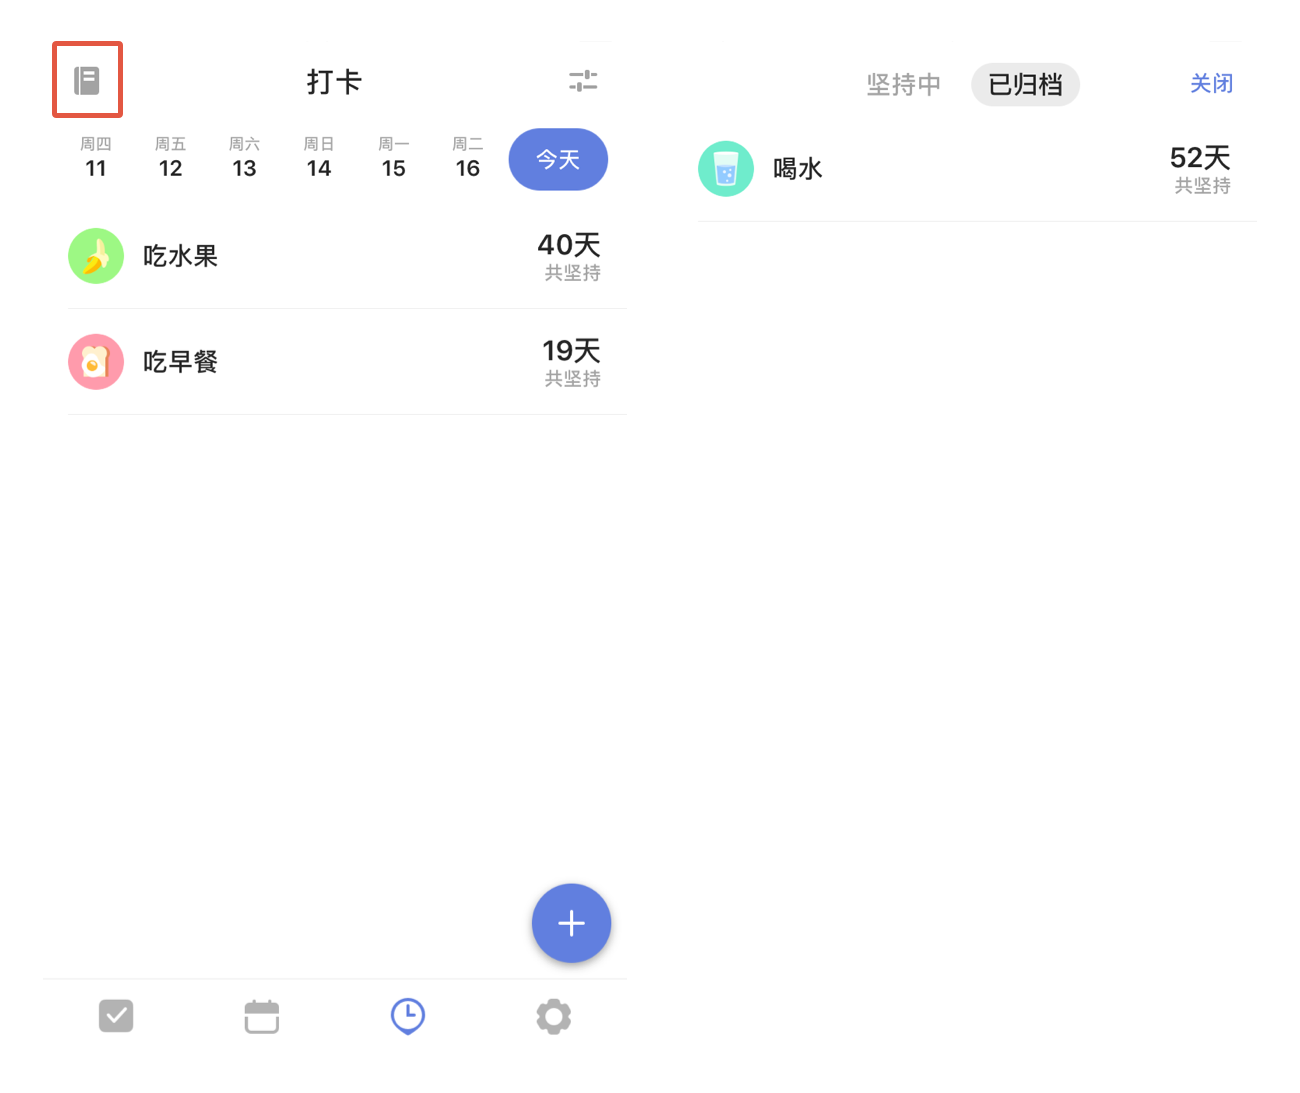 打卡
周四 周五 周六 周日 周一 周二
11 12 13 14 15 16 今天
吃水果 40天
共坚持
吃早餐 19天
共坚持
坚持中 已归档 关闭
喝水 52天
共坚持